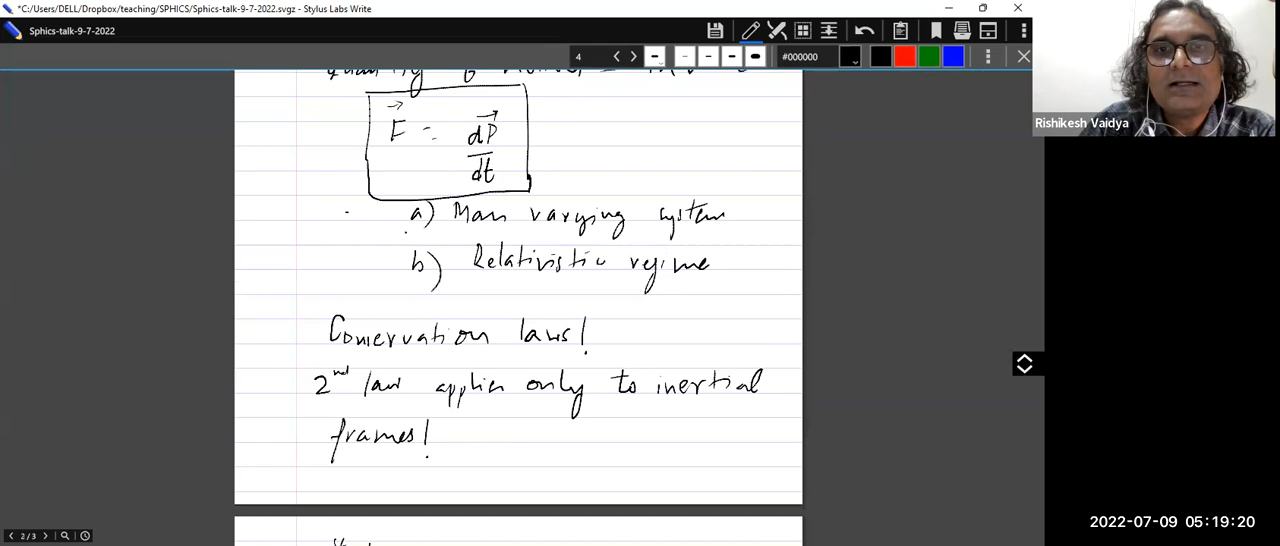 *C:/Users/DELL/Dropbox/teaching/SPHICS/Sphics-talk-9-7-2022.svgz - Stylus Labs Write
Sphics-talk-9-7-2022
4
#000000
Rishikesh Vaidya
F = dP/dt
a) Mass varying system
b) Relativistic regime
Conservation laws!
2nd law applies only to inertial
frames!
2/3
2022-07-09 05:19:20